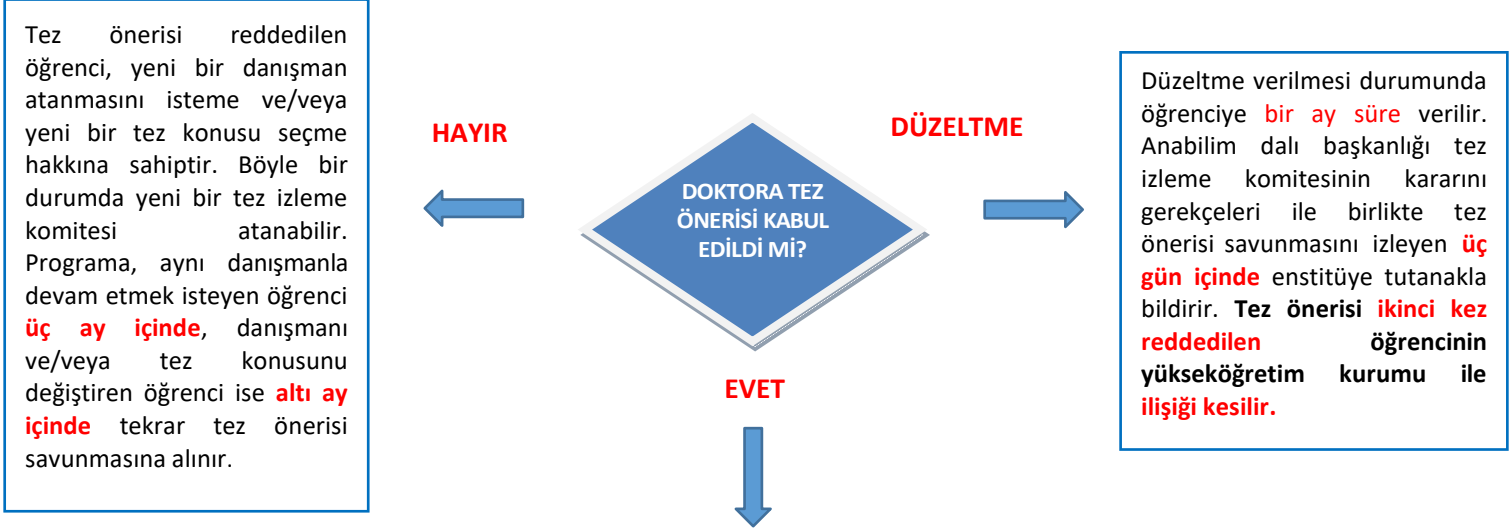 Tez önerisi reddedilen
öğrenci, yeni bir danışman
atanmasını isteme ve/veya
yeni bir tez konusu seçme
hakkına sahiptir. Böyle bir
durumda yeni bir tez izleme
komitesi atanabilir.
Programa, aynı danışmanla
devam etmek isteyen öğrenci
üç ay içinde, danışmanı
ve/veya tez konusunu
değiştiren öğrenci ise altı ay
içinde tekrar tez önerisi
savunmasına alınır.
HAYIR
DOKTORA TEZ
ÖNERİSİ KABUL
EDİLDİ Mİ?
EVET
DÜZELTME
Düzeltme verilmesi durumunda
öğrenciye bir ay süre verilir.
Anabilim dalı başkanlığı tez
izleme komitesinin kararını
gerekçeleri ile birlikte tez
önerisi savunmasını izleyen üç
gün içinde enstitüye tutanakla
bildirir. Tez önerisi ikinci kez
reddedilen öğrencinin
yükseköğretim kurumu ile
ilişiği kesilir.